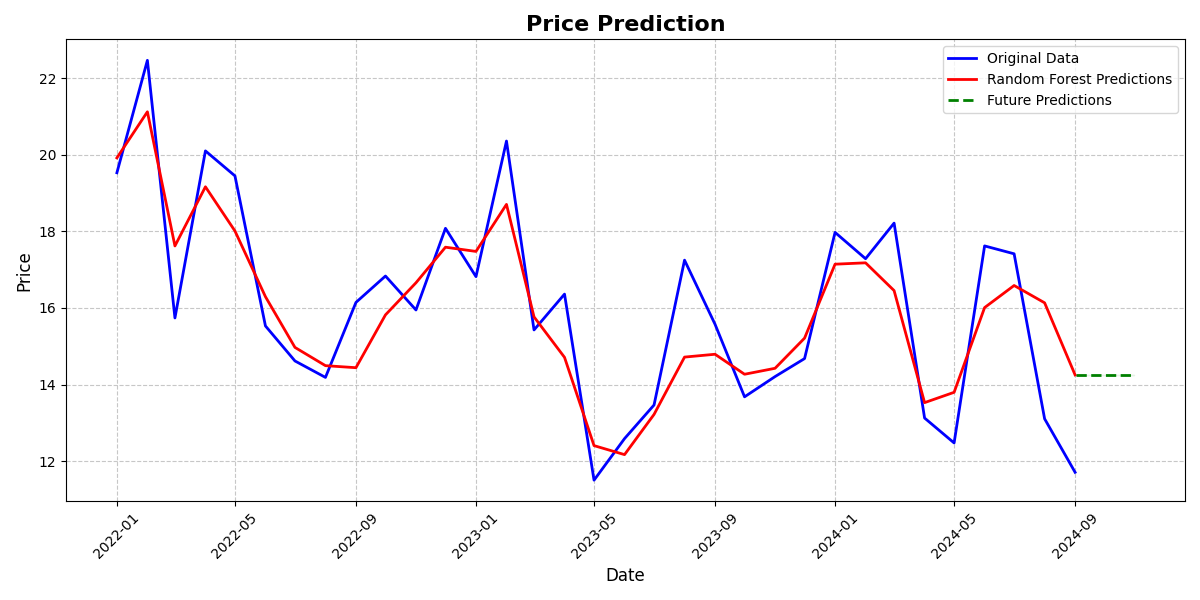 Price Prediction
Original Data
Random Forest Predictions
Future Predictions
Price
22
20
18
16
14
12
2022-01
2022-05
2022-09
2023-01
2023-05
2023-09
2024-01
2024-05
2024-09
Date